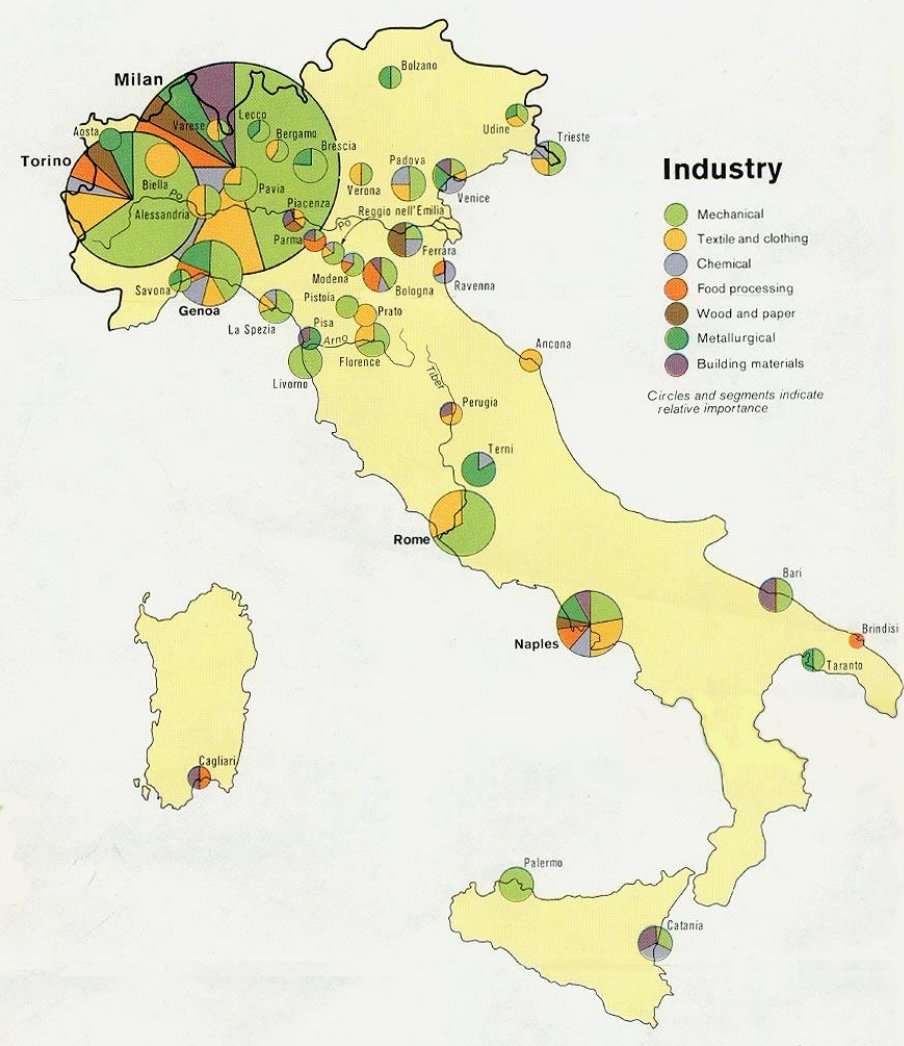 Bolzano
Milan
Lecco
Varese
Bergamo
Aosta
Udine
Trieste
Brescia
Torino
Padova
Biella
Po
Pavia
Verona
Venice
Alessandria
Piacenza
Reggio nell'Emilia
Po
Parma
Ferrara
Modena
Savona
Bologna
Ravenna
Genoa
Pistoia
Prato
La Spezia
Pisa
Arno
Florence
Ancona
Livorno
Tiber
Perugia
Terni
Rome
Bari
Naples
Brindisi
Taranto
Cagliari
Palermo
Catania
Industry
Mechanical
Textile and clothing
Chemical
Food processing
Wood and paper
Metallurgical
Building materials
Circles and segments indicate
relative importance